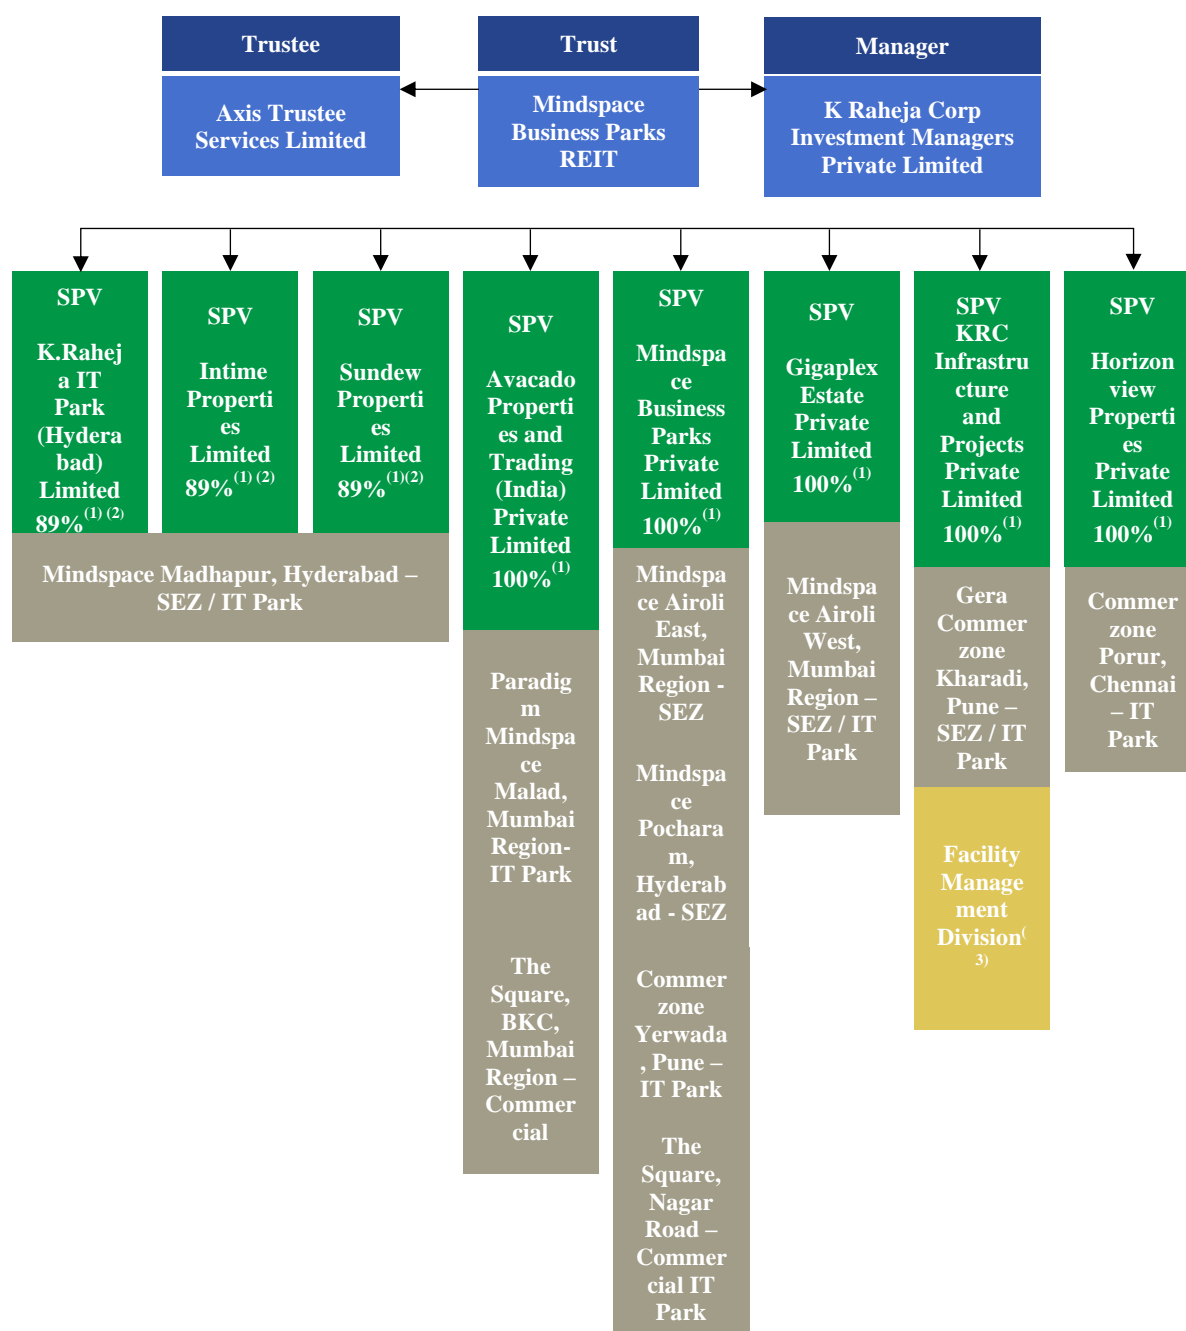 Trustee
Axis Trustee
Services Limited
Trust
Mindspace
Business Parks
REIT
Manager
K Raheja Corp
Investment Managers
Private Limited
SPV
K.Rahej
a IT
Park
(Hydera
bad)
Limited
89%(1) (2)
SPV
Intime
Properti
es
Limited
89%(1) (2)
SPV
Sundew
Properti
es
Limited
89%(1)(2)
Mindspace Madhapur, Hyderabad –
SEZ / IT Park
SPV
Avacado
Properti
es and
Trading
(India)
Private
Limited
100%(1)
Paradig
m
Mindspa
ce
Malad,
Mumbai
Region-
IT Park
The
Square,
BKC,
Mumbai
Region –
Commer
cial
SPV
Mindspa
ce
Business
Parks
Private
Limited
100%(1)
Mindspa
ce Airoli
East,
Mumbai
Region -
SEZ
Mindspa
ce
Pochara
m,
Hyderab
ad - SEZ
Commer
zone
Yerwada
, Pune –
IT Park
The
Square,
Nagar
Road –
Commer
cial IT
Park
SPV
Gigaplex
Estate
Private
Limited
100%(1)
Mindspa
ce Airoli
West,
Mumbai
Region –
SEZ / IT
Park
SPV
KRC
Infrastru
cture
and
Projects
Private
Limited
100%(1)
Gera
Commer
zone
Kharadi,
Pune –
SEZ / IT
Park
Facility
Manage
ment
Division(
3)
SPV
Horizon
view
Properti
es
Private
Limited
100%(1)
Commer
zone
Porur,
Chennai
– IT
Park